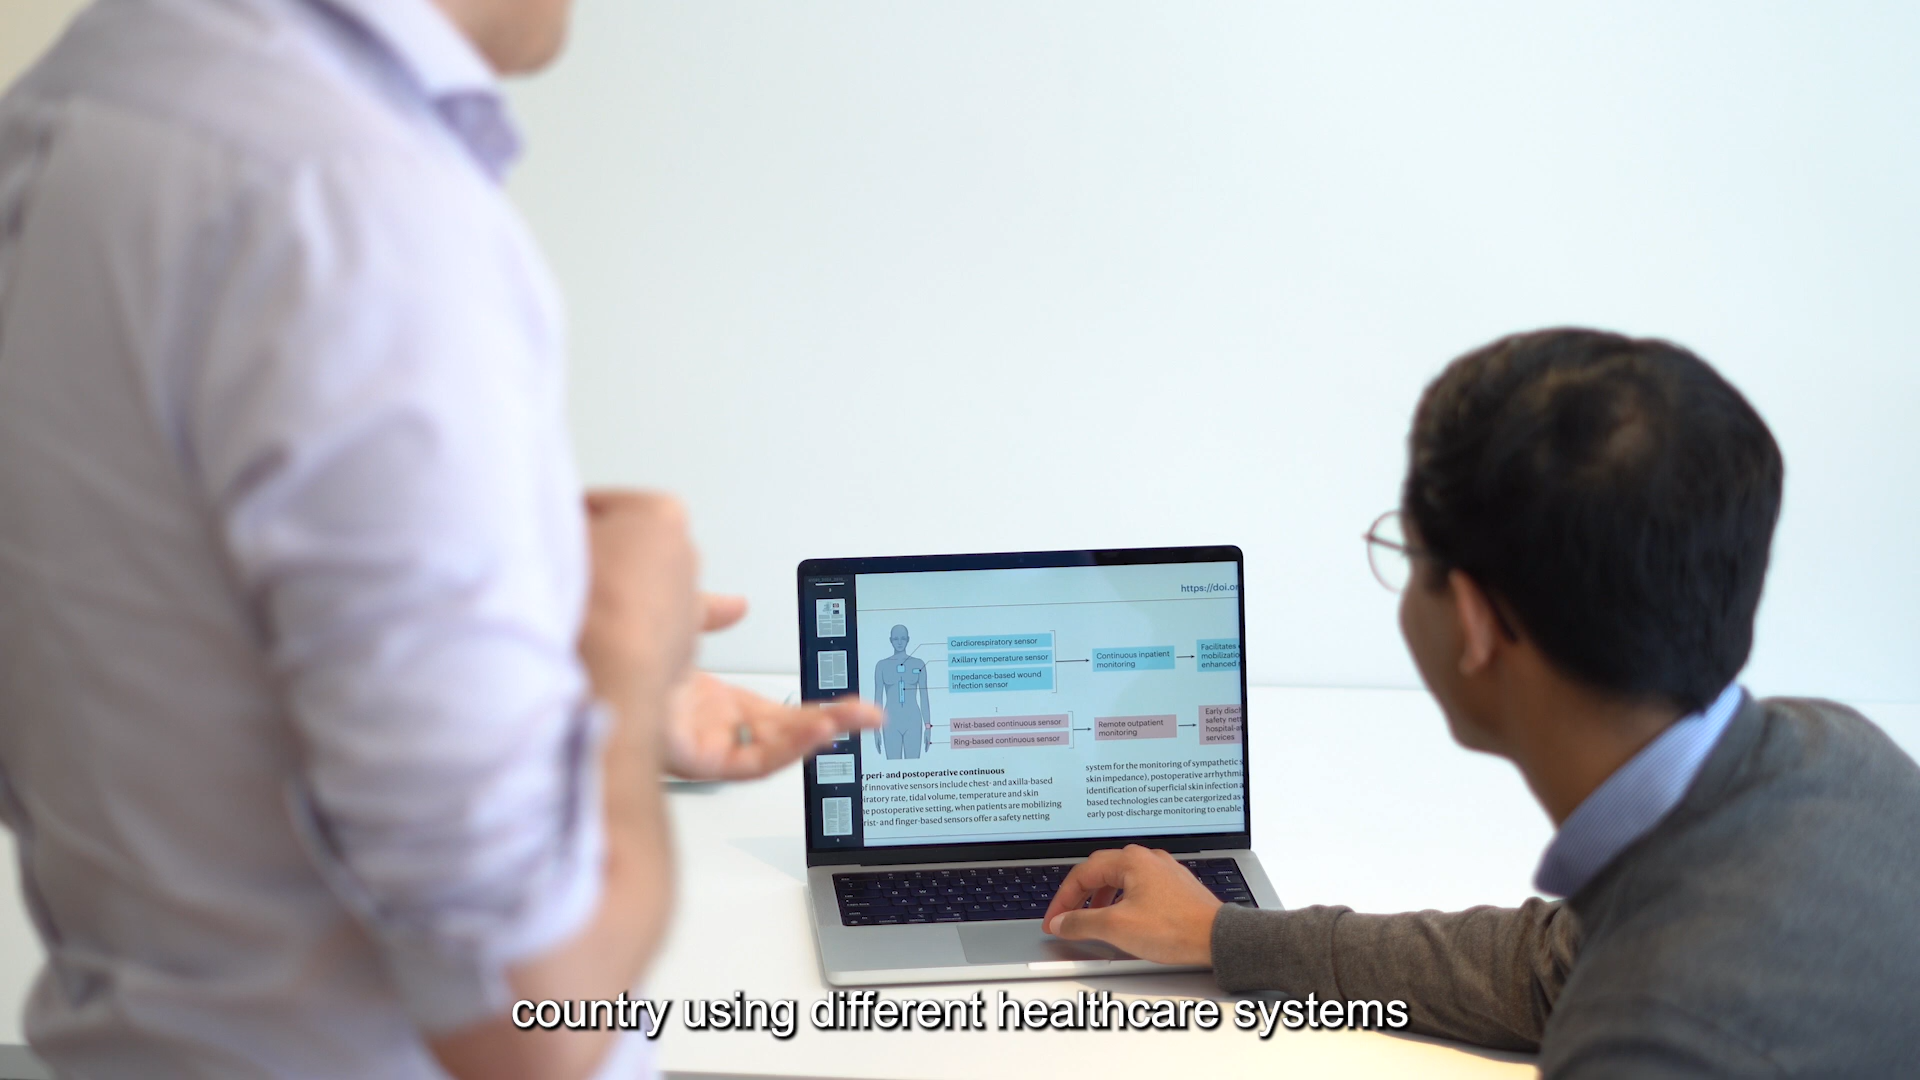 https://doi.o
Cardiorespiratory sensor
Axillary temperature sensor
Impedance-based wound
infection sensor
Continuous inpatient
monitoring
Facilitates
mobilizatio
enhanced
Wrist-based continuous sensor
Ring-based continuous sensor
Remote outpatient
monitoring
Early disch
safety nett
hospital-a
services
r peri- and postoperative continuous
of innovative sensors include chest- and axilla-based
iratory rate, tidal volume, temperature and skin
he postoperative setting, when patients are mobilizing
rist- and finger-based sensors offer a safety netting
system for the monitoring of sympathetic s
skin impedance), postoperative arrhythmi
identification of superficial skin infection a
based technologies can be catergorized as
early post-discharge monitoring to enable
country using different healthcare systems